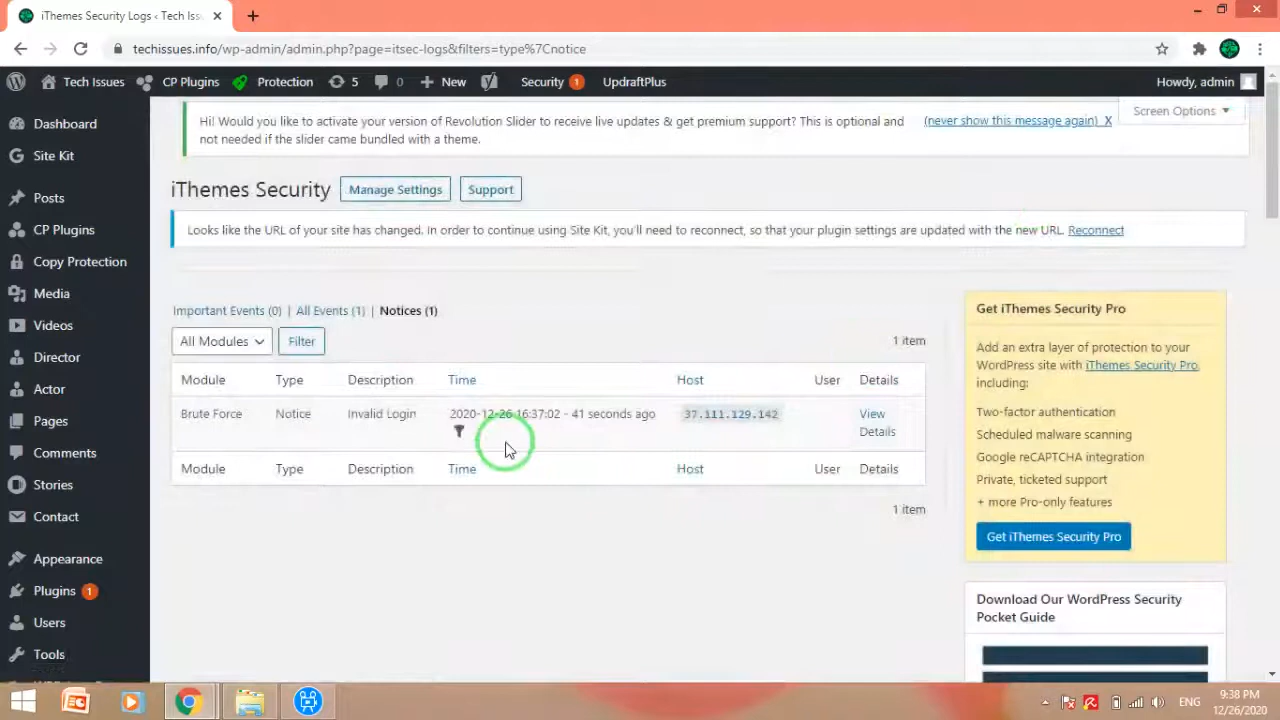 iThemes Security Logs ‹ Tech Iss
techissues.info/wp-admin/admin.php?page=itsec-logs&filters=type%7Cnotice
Tech Issues CP Plugins Protection 5 0 New Security 1 UpdraftPlus Howdy, admin
Dashboard
Site Kit
Posts
CP Plugins
Copy Protection
Media
Videos
Director
Actor
Pages
Comments
Stories
Contact
Appearance
Plugins 1
Users
Tools
Screen Options
Hi! Would you like to activate your version of Revolution Slider to receive live updates & get premium support? This is optional and
not needed if the slider came bundled with a theme.
(never show this message again) X
iThemes Security Manage Settings Support
Looks like the URL of your site has changed. In order to continue using Site Kit, you'll need to reconnect, so that your plugin settings are updated with the new URL. Reconnect
Important Events (0) | All Events (1) | Notices (1)
All Modules Filter 1 item
Module Type Description Time Host User Details
Brute Force Notice Invalid Login 2020-12-26 16:37:02 - 41 seconds ago 37.111.129.142 View
Details
Module Type Description Time Host User Details
1 item
Get iThemes Security Pro
Add an extra layer of protection to your
WordPress site with iThemes Security Pro,
including:
Two-factor authentication
Scheduled malware scanning
Google reCAPTCHA integration
Private, ticketed support
+ more Pro-only features
Get iThemes Security Pro
Download Our WordPress Security
Pocket Guide
ENG
9:38 PM
12/26/2020